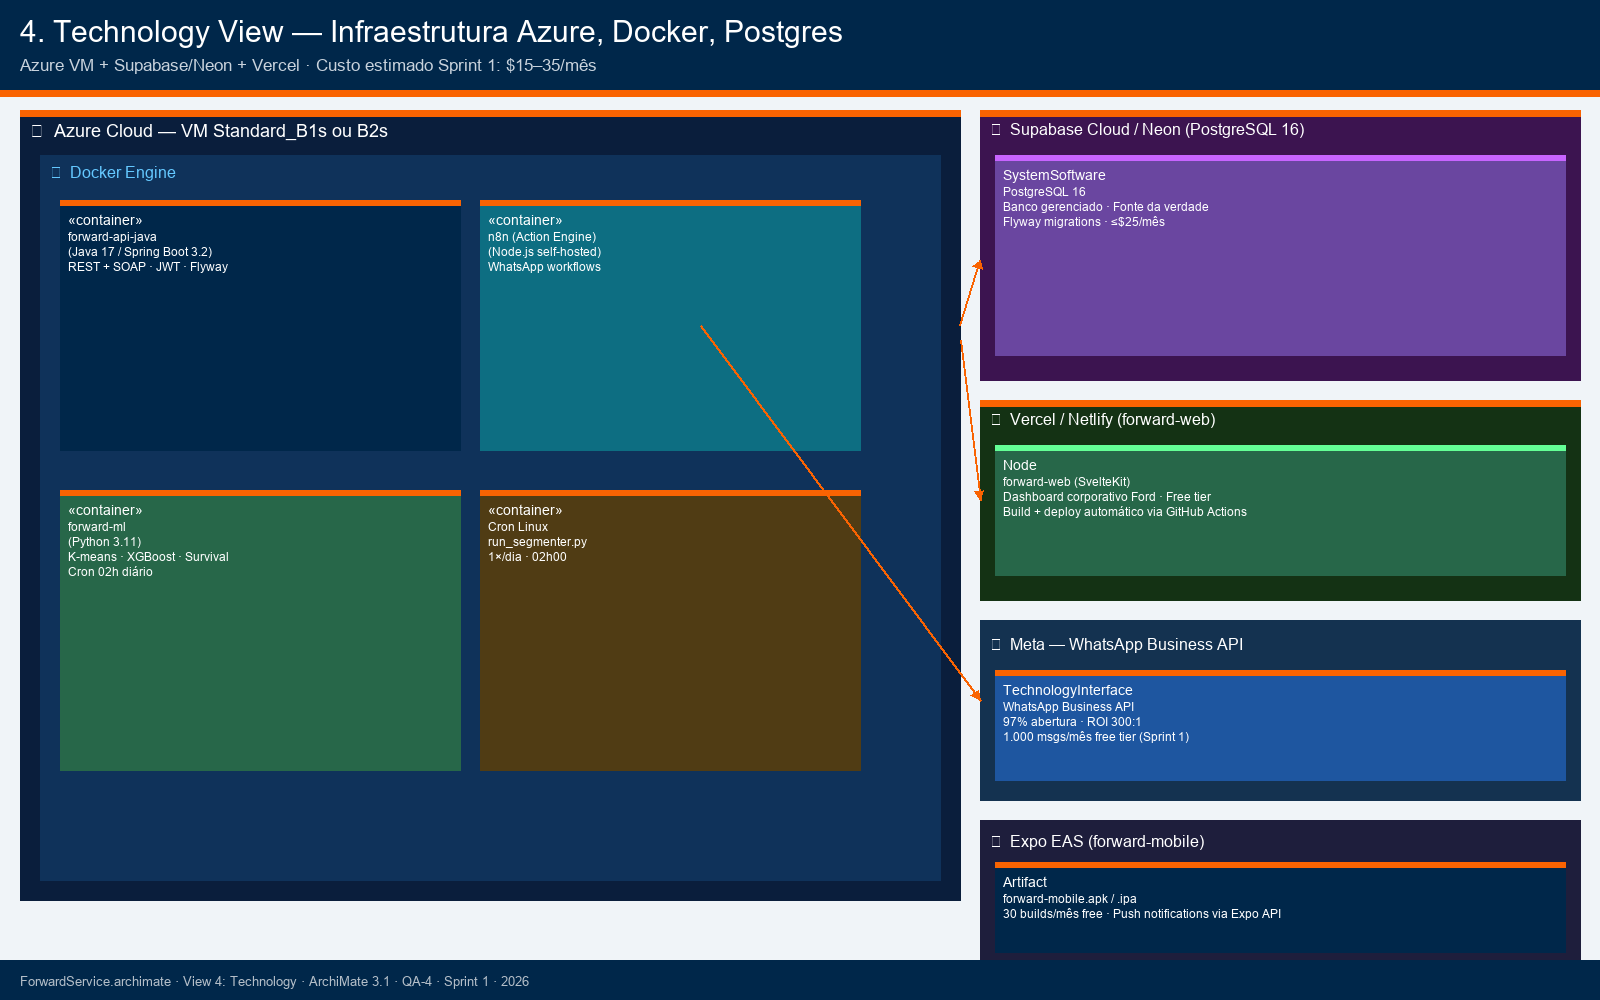 4. Technology View — Infraestrutura Azure, Docker, Postgres
Azure VM + Supabase/Neon + Vercel · Custo estimado Sprint 1: $15–35/mês
Azure Cloud — VM Standard_B1s ou B2s
Docker Engine
«container»
forward-api-java
(Java 17 / Spring Boot 3.2)
REST + SOAP · JWT · Flyway
«container»
n8n (Action Engine)
(Node.js self-hosted)
WhatsApp workflows
«container»
forward-ml
(Python 3.11)
K-means · XGBoost · Survival
Cron 02h diário
«container»
Cron Linux
run_segmenter.py
1×/dia · 02h00
Supabase Cloud / Neon (PostgreSQL 16)
SystemSoftware
PostgreSQL 16
Banco gerenciado · Fonte da verdade
Flyway migrations · ≤$25/mês
Vercel / Netlify (forward-web)
Node
forward-web (SvelteKit)
Dashboard corporativo Ford · Free tier
Build + deploy automático via GitHub Actions
Meta — WhatsApp Business API
TechnologyInterface
WhatsApp Business API
97% abertura · ROI 300:1
1.000 msgs/mês free tier (Sprint 1)
Expo EAS (forward-mobile)
Artifact
forward-mobile.apk / .ipa
30 builds/mês free · Push notifications via Expo API
ForwardService.archimate · View 4: Technology · ArchiMate 3.1 · QA-4 · Sprint 1 · 2026